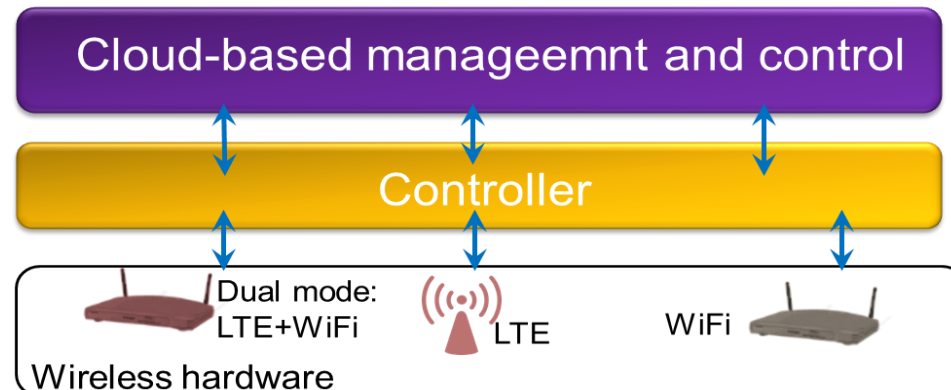 Cloud-based manageemnt and control
Controller
Dual mode:
LTE+WiFi
LTE
WiFi
Wireless hardware